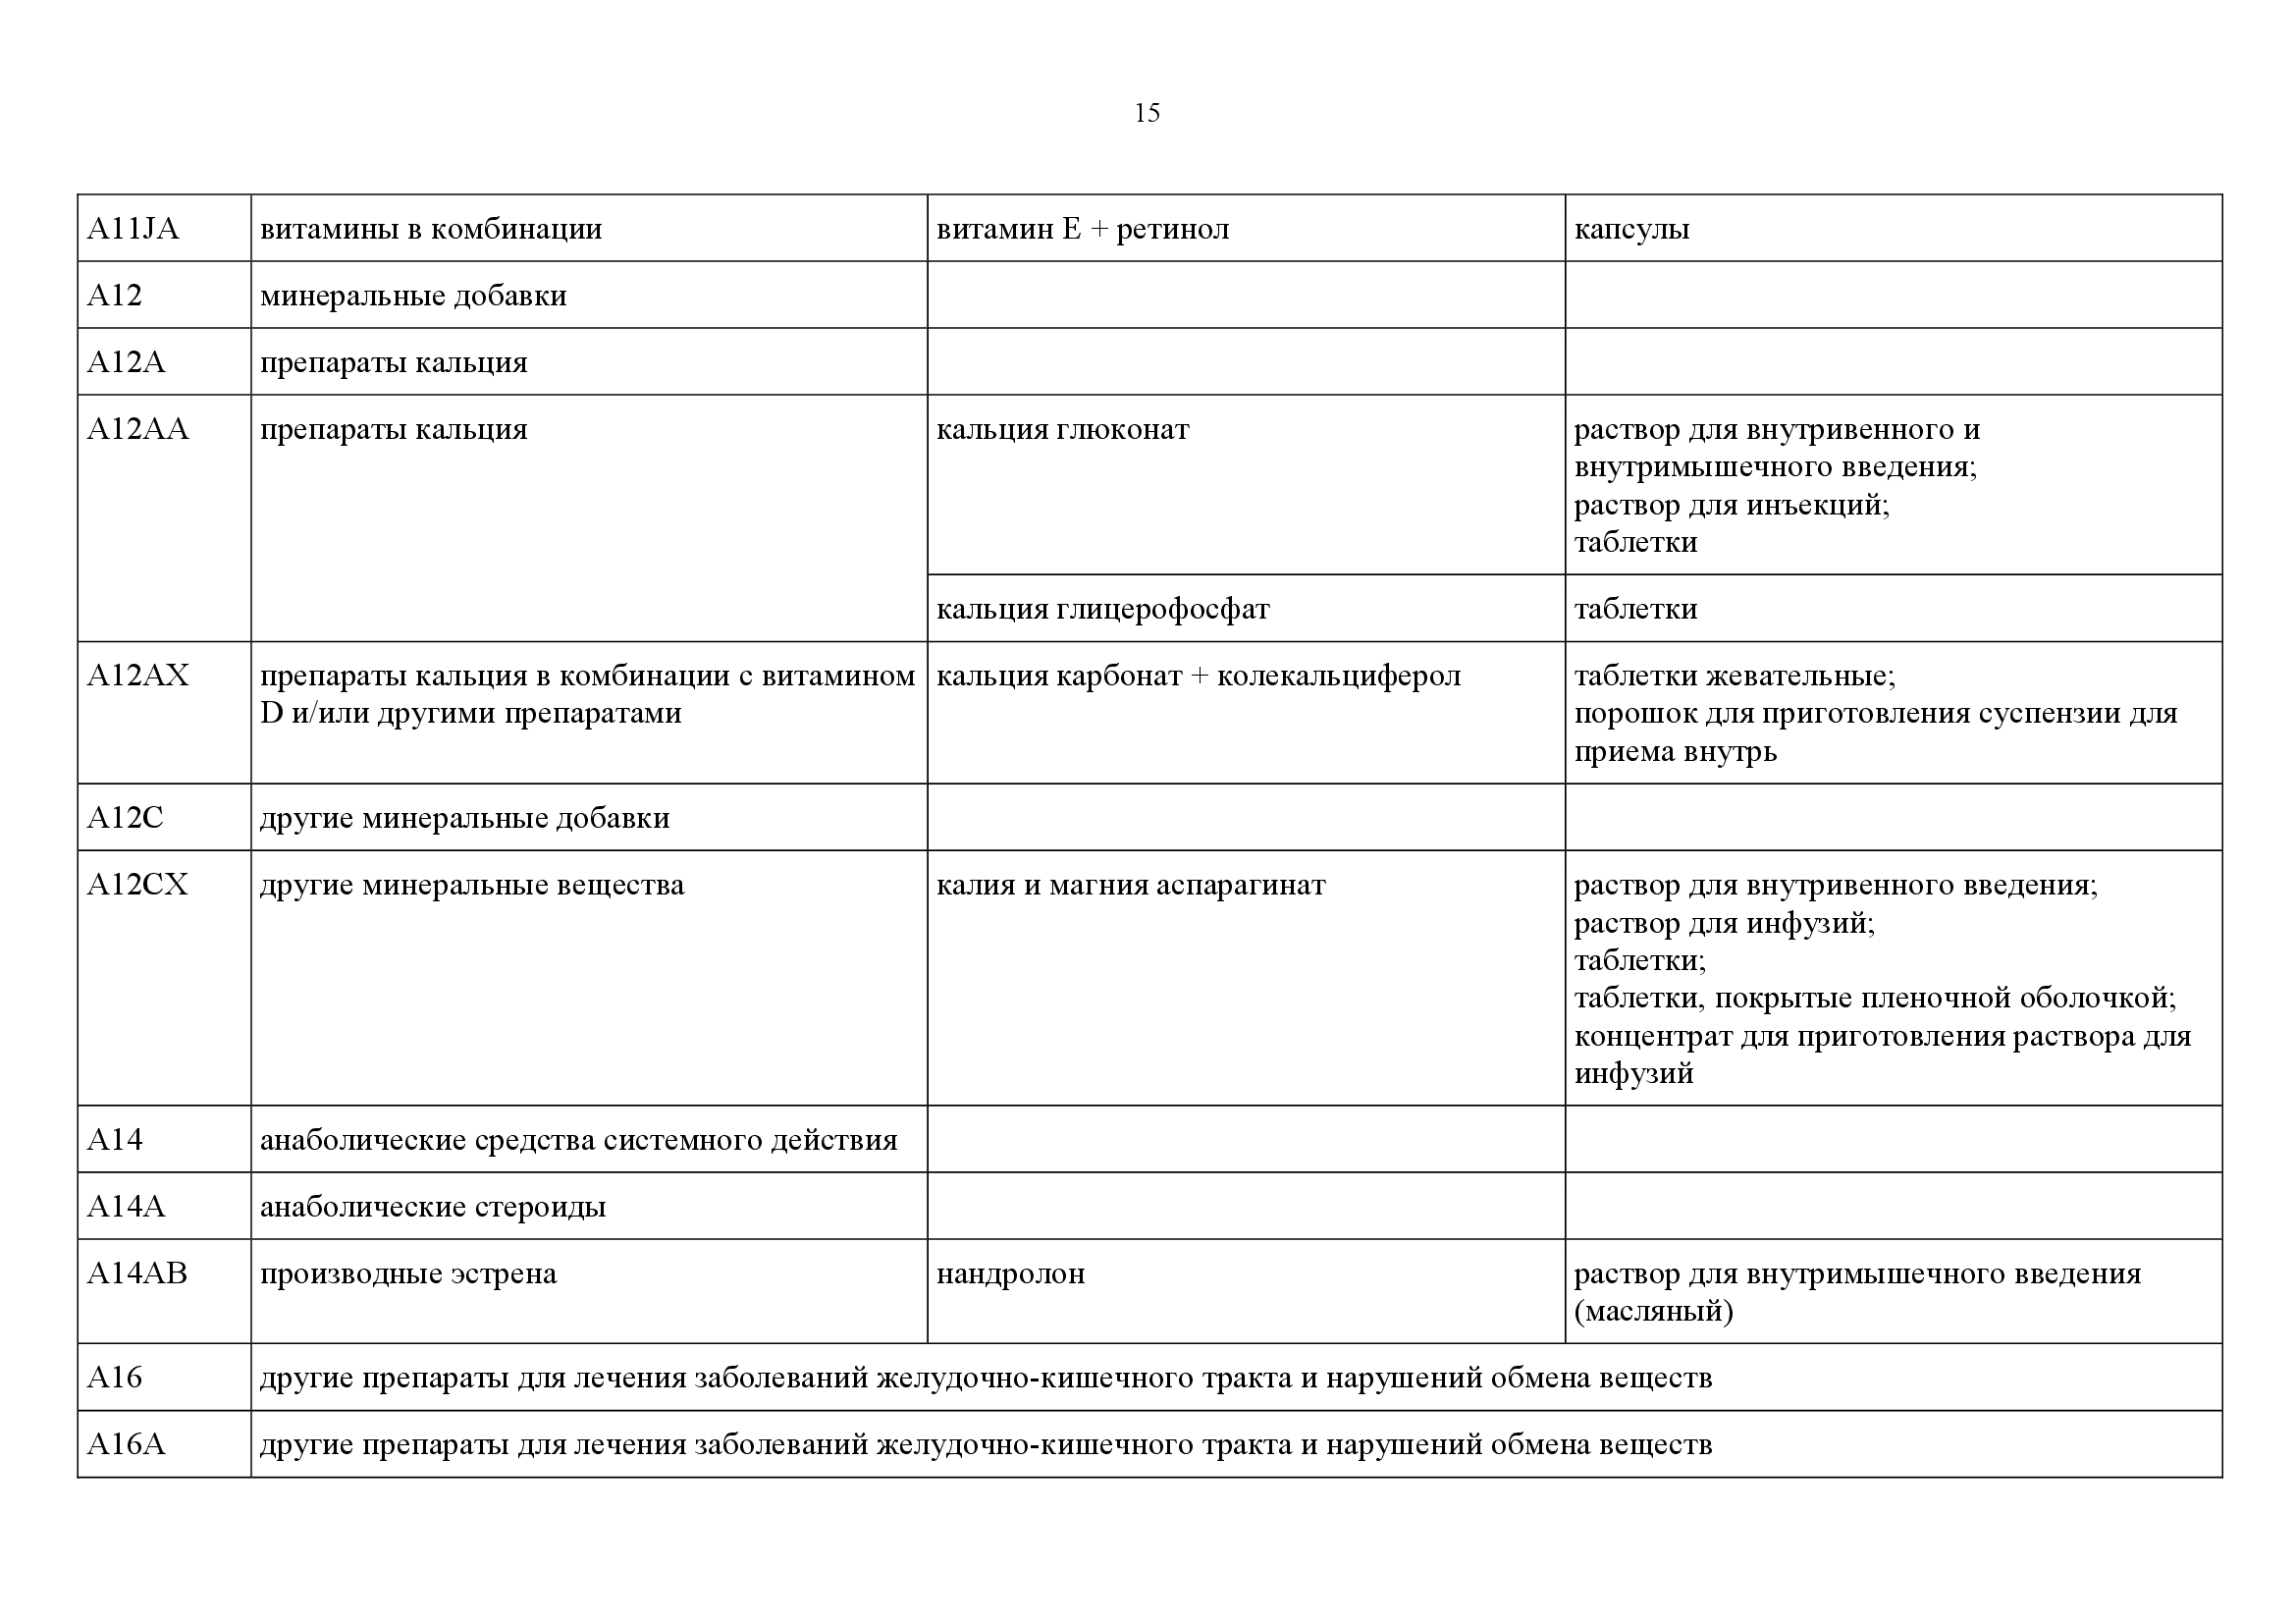 15
A11JA витамины в комбинации витамин E + ретинол капсулы
A12 минеральные добавки
A12A препараты кальция
A12AA препараты кальция кальция глюконат раствор для внутривенного и
внутримышечного введения;
раствор для инъекций;
таблетки
кальция глицерофосфат таблетки
A12AX препараты кальция в комбинации с витамином кальция карбонат + колекальциферол таблетки жевательные;
D и/или другими препаратами порошок для приготовления суспензии для
приема внутрь
A12C другие минеральные добавки
A12CX другие минеральные вещества калия и магния аспарагинат раствор для внутривенного введения;
раствор для инфузий;
таблетки;
таблетки, покрытые пленочной оболочкой;
концентрат для приготовления раствора для
инфузий
A14 анаболические средства системного действия
A14A анаболические стероиды
A14AB производные эстрена нандролон раствор для внутримышечного введения
(масляный)
A16 другие препараты для лечения заболеваний желудочно-кишечного тракта и нарушений обмена веществ
A16A другие препараты для лечения заболеваний желудочно-кишечного тракта и нарушений обмена веществ